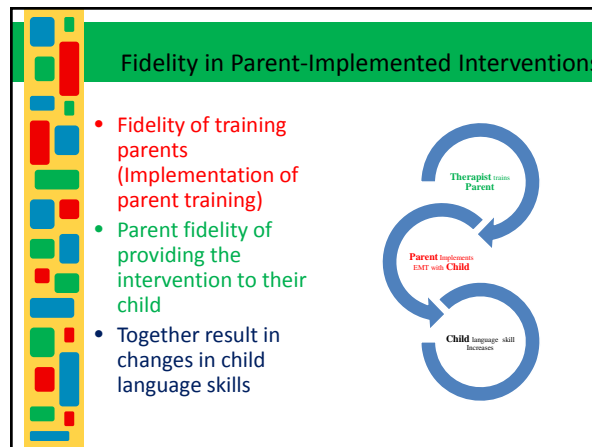 Fidelity in Parent-Implemented Interventions
• Fidelity of training
parents
(Implementation of
parent training)
• Parent fidelity of
providing the
intervention to their
child
• Together result in
changes in child
language skills
Therapist trains
Parent
Parent Implements
EMT with Child
Child language skill
Increases